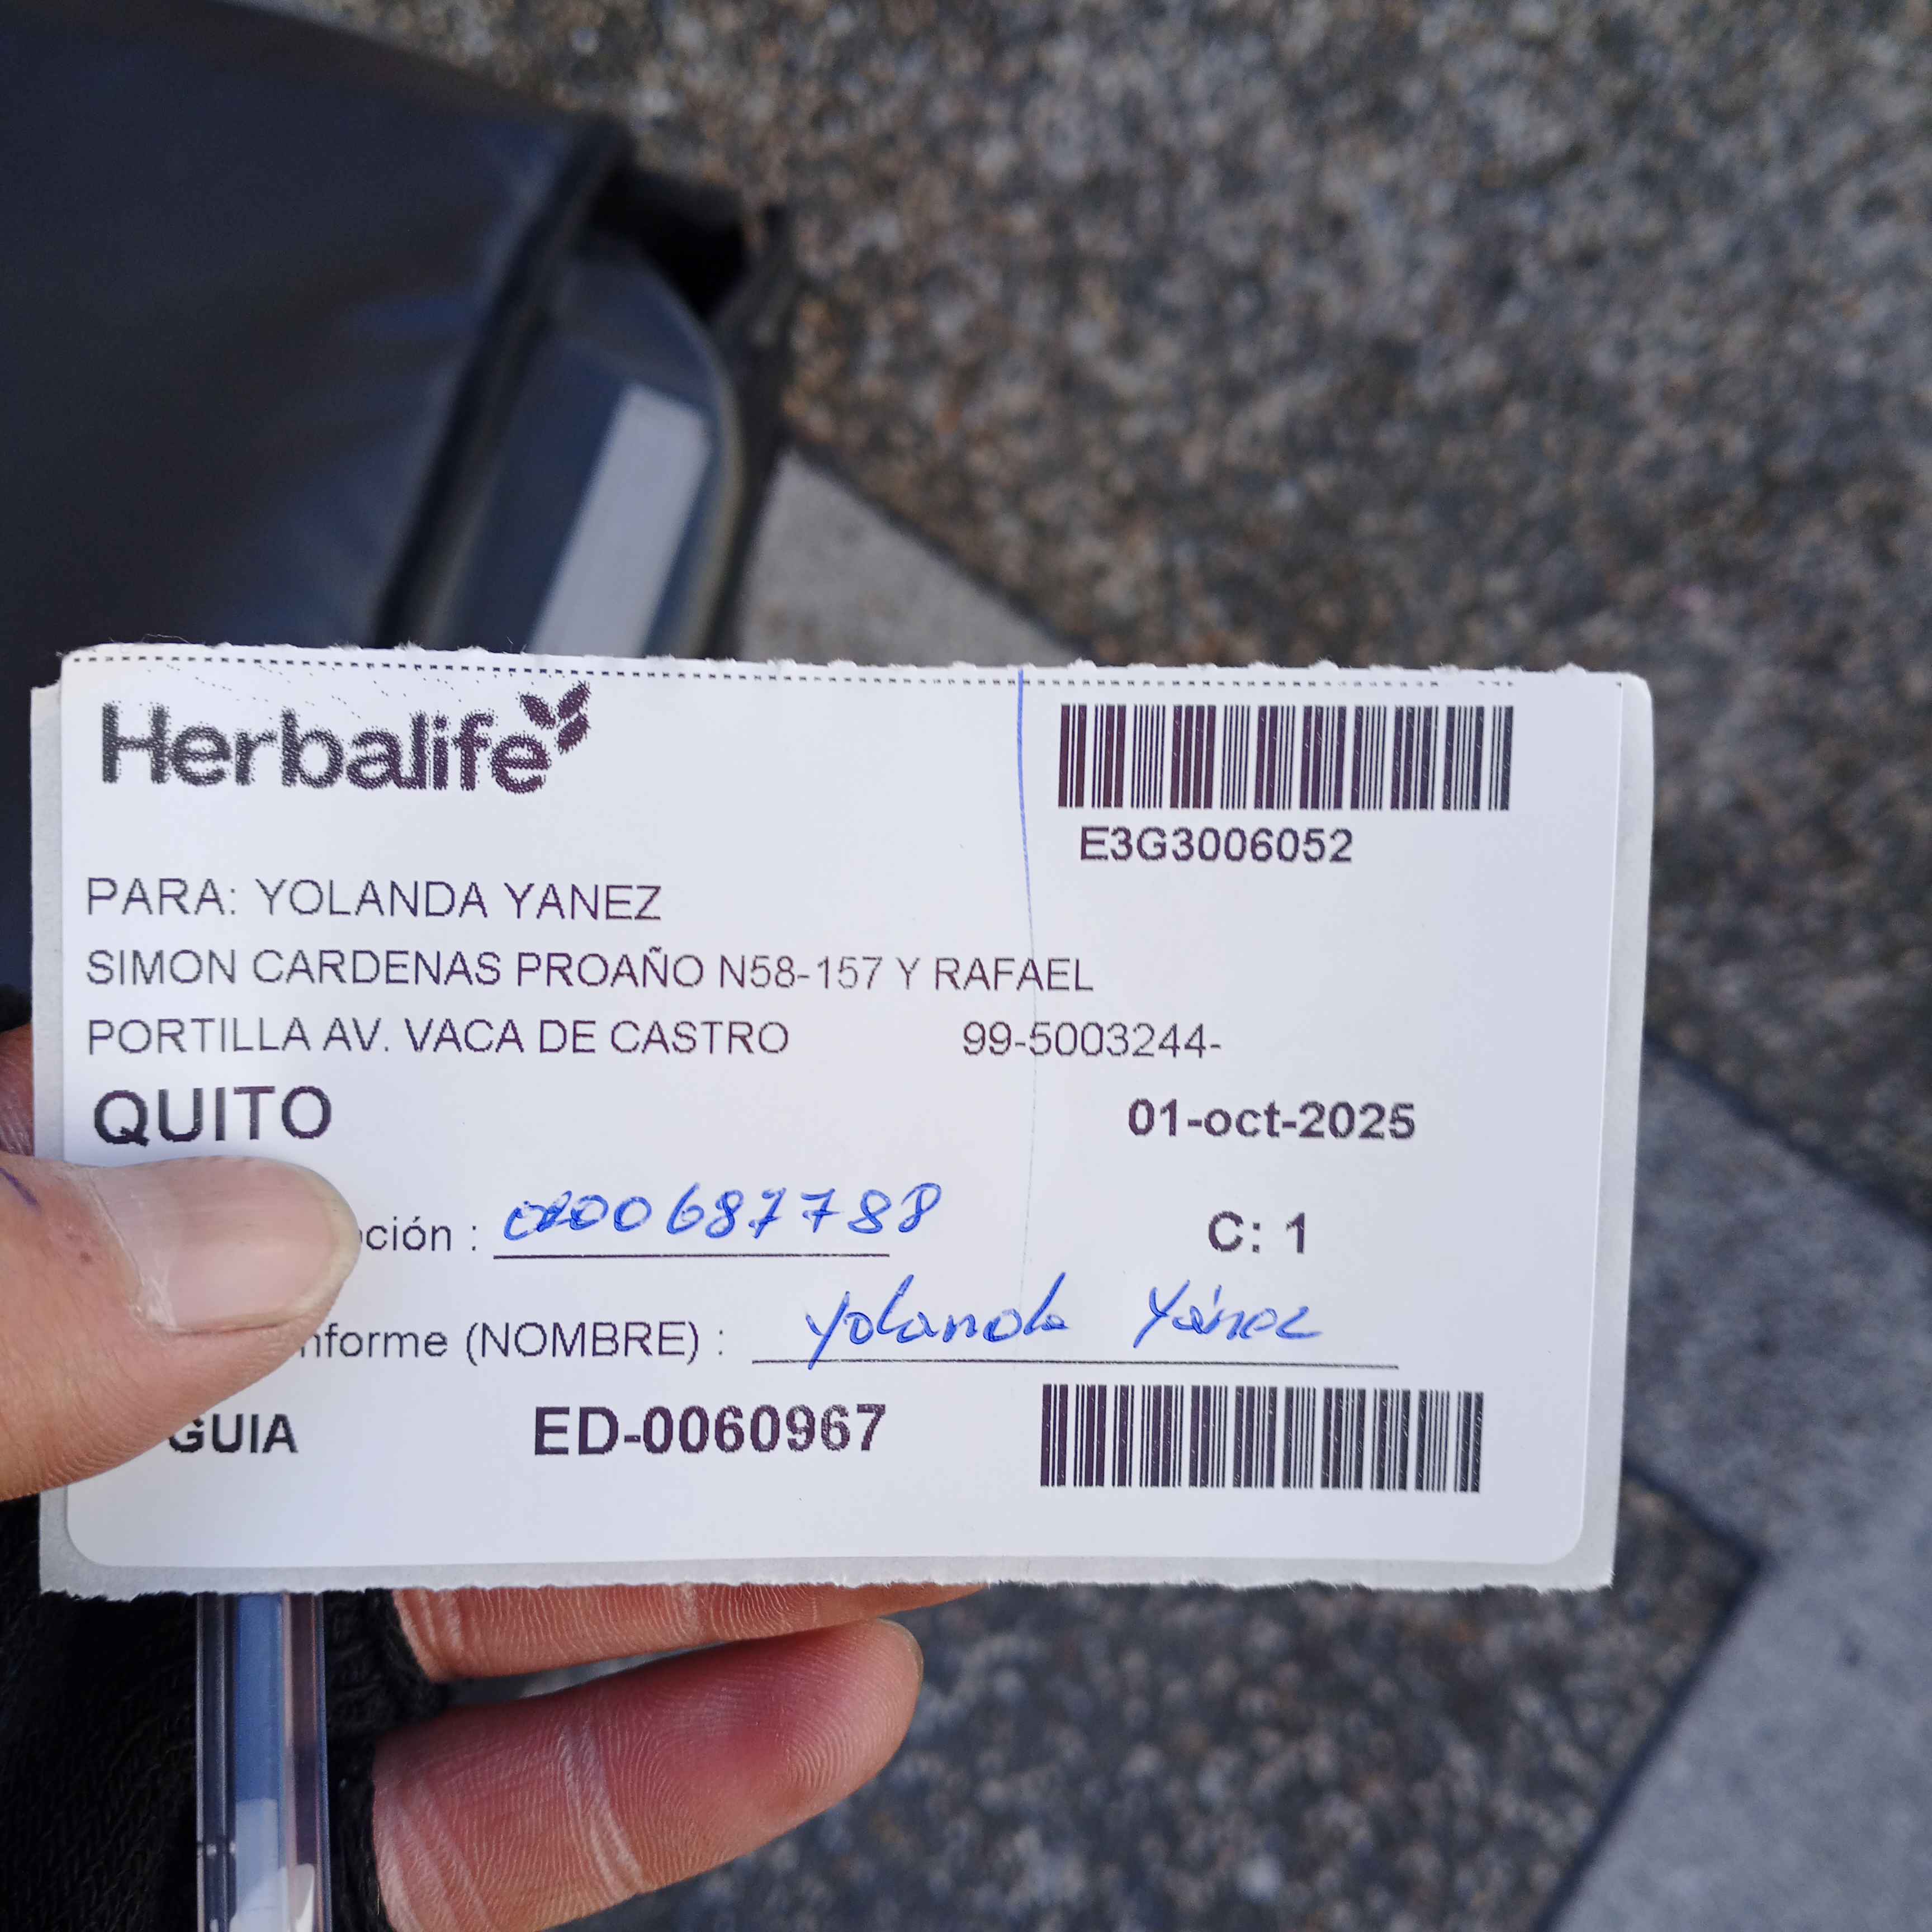 Herbalife
E3G3006052
PARA: YOLANDA YANEZ
SIMON CARDENAS PROAÑO N58-157 Y RAFAEL
PORTILLA AV. VACA DE CASTRO 99-5003244-
QUITO 01-oct-2025
ción : C: 1
nforme (NOMBRE) : Yolanda Yánez
GUIA ED-0060967